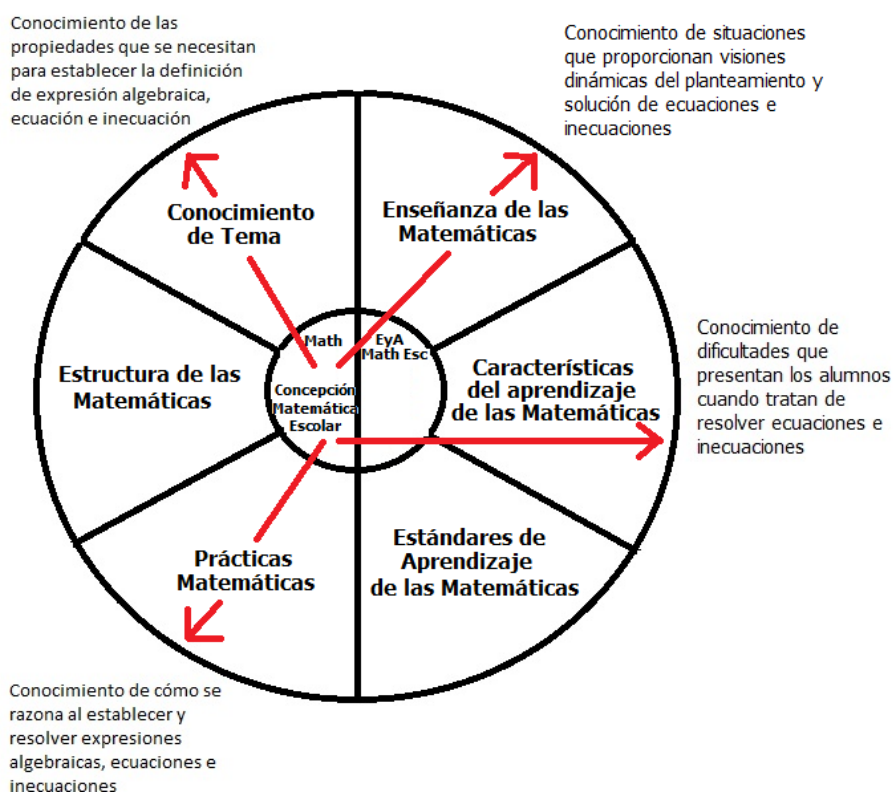 Conocimiento de las
propiedades que se necesitan
para establecer la definición
de expresión algebraica,
ecuación e inecuación
Conocimiento de situaciones
que proporcionan visiones
dinámicas del planteamiento y
solución de ecuaciones e
inecuaciones
Conocimiento
de Tema
Enseñanza de las
Matemáticas
Math
EyA
Math Esc
Concepción
Matemática
Escolar
Estructura de las
Matemáticas
Características
del aprendizaje
de las Matemáticas
Conocimiento de
dificultades que
presentan los alumnos
cuando tratan de
resolver ecuaciones e
inecuaciones
Prácticas
Matemáticas
Estándares de
Aprendizaje
de las Matemáticas
Conocimiento de cómo se
razona al establecer y
resolver expresiones
algebraicas, ecuaciones e
inecuaciones